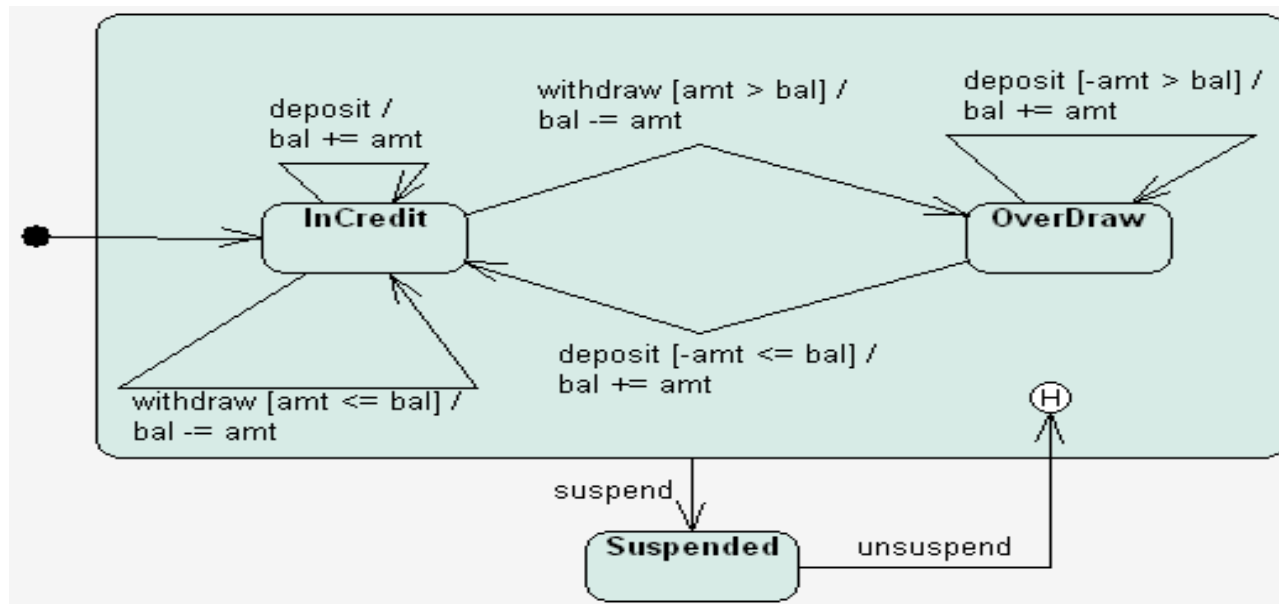 deposit /
bal += amt
withdraw [amt > bal] /
bal -= amt
deposit [-amt > bal] /
bal += amt
InCredit
OverDraw
deposit [-amt <= bal] /
bal += amt
withdraw [amt <= bal] /
bal -= amt
H
suspend
Suspended
unsuspend